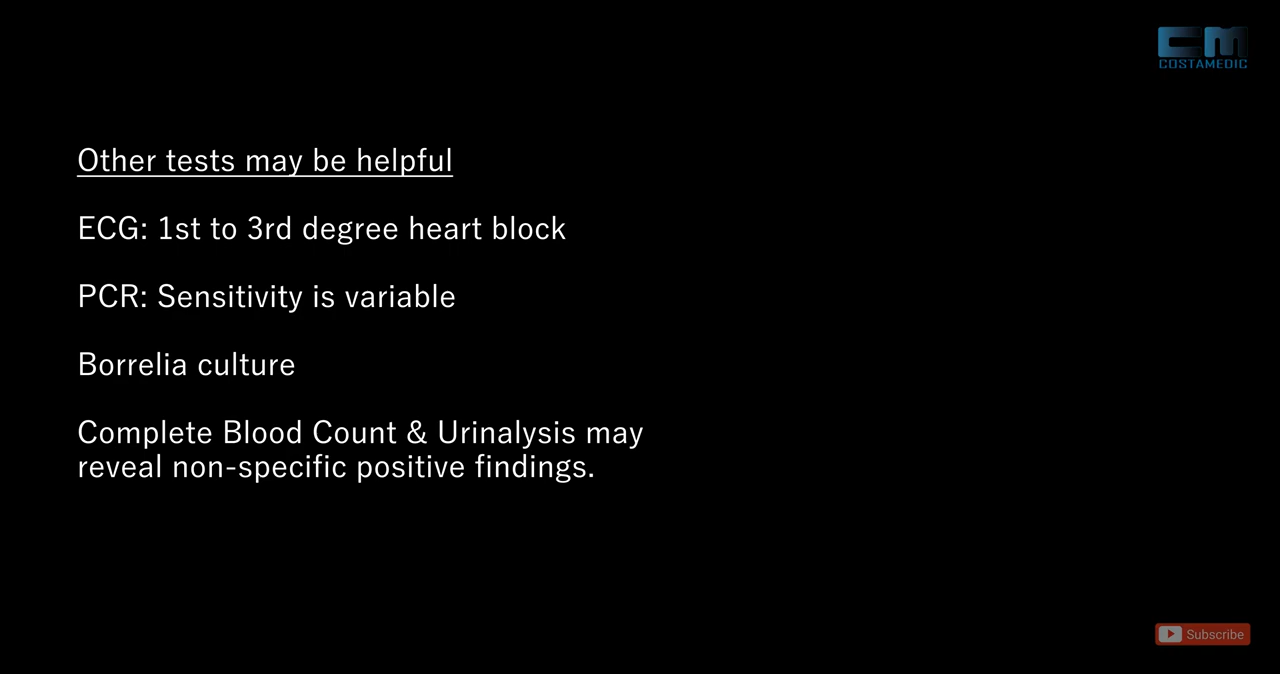 CM
COSTAMEDIC
Other tests may be helpful
ECG: 1st to 3rd degree heart block
PCR: Sensitivity is variable
Borrelia culture
Complete Blood Count & Urinalysis may
reveal non-specific positive findings.
Subscribe